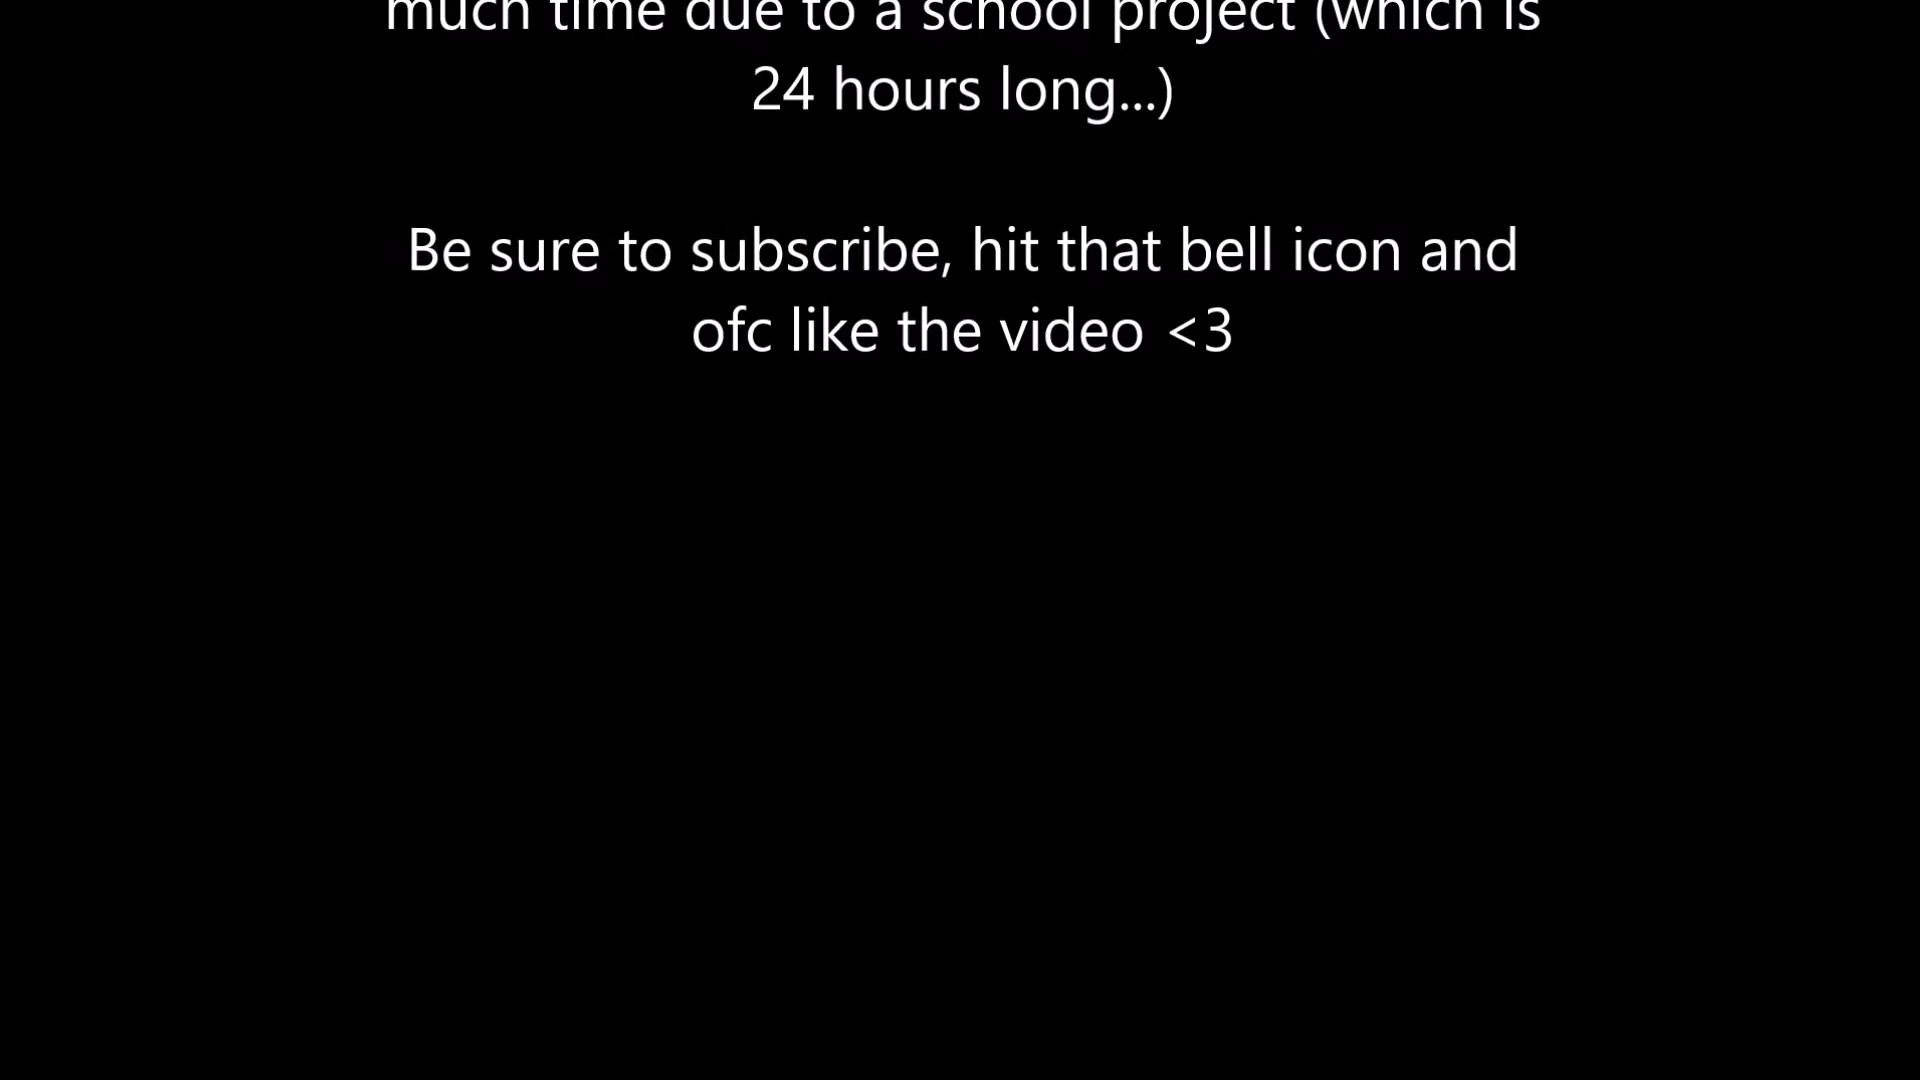 much time due to a school project (which is
24 hours long...)
Be sure to subscribe, hit that bell icon and
ofc like the video <3